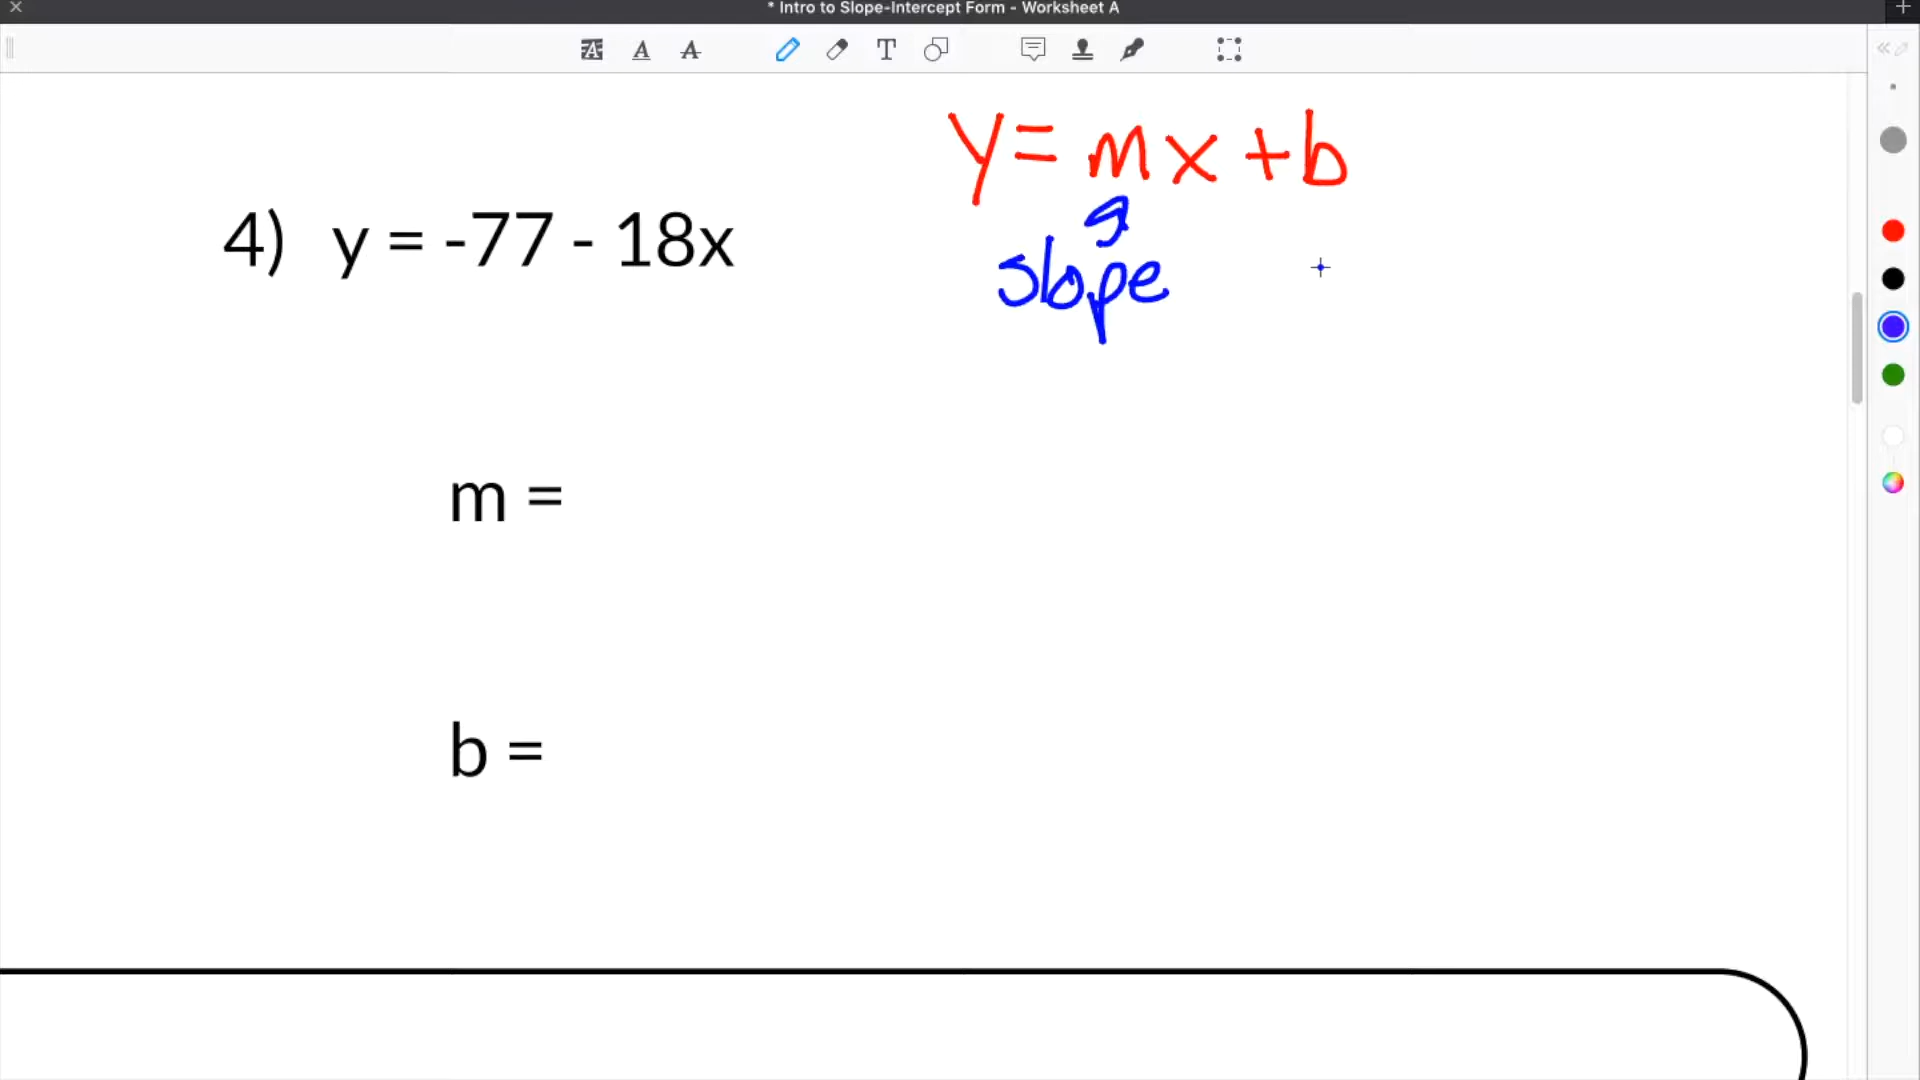 * Intro to Slope-Intercept Form - Worksheet A
y = mx + b
4) y = -77 - 18x
slope
m =
b =